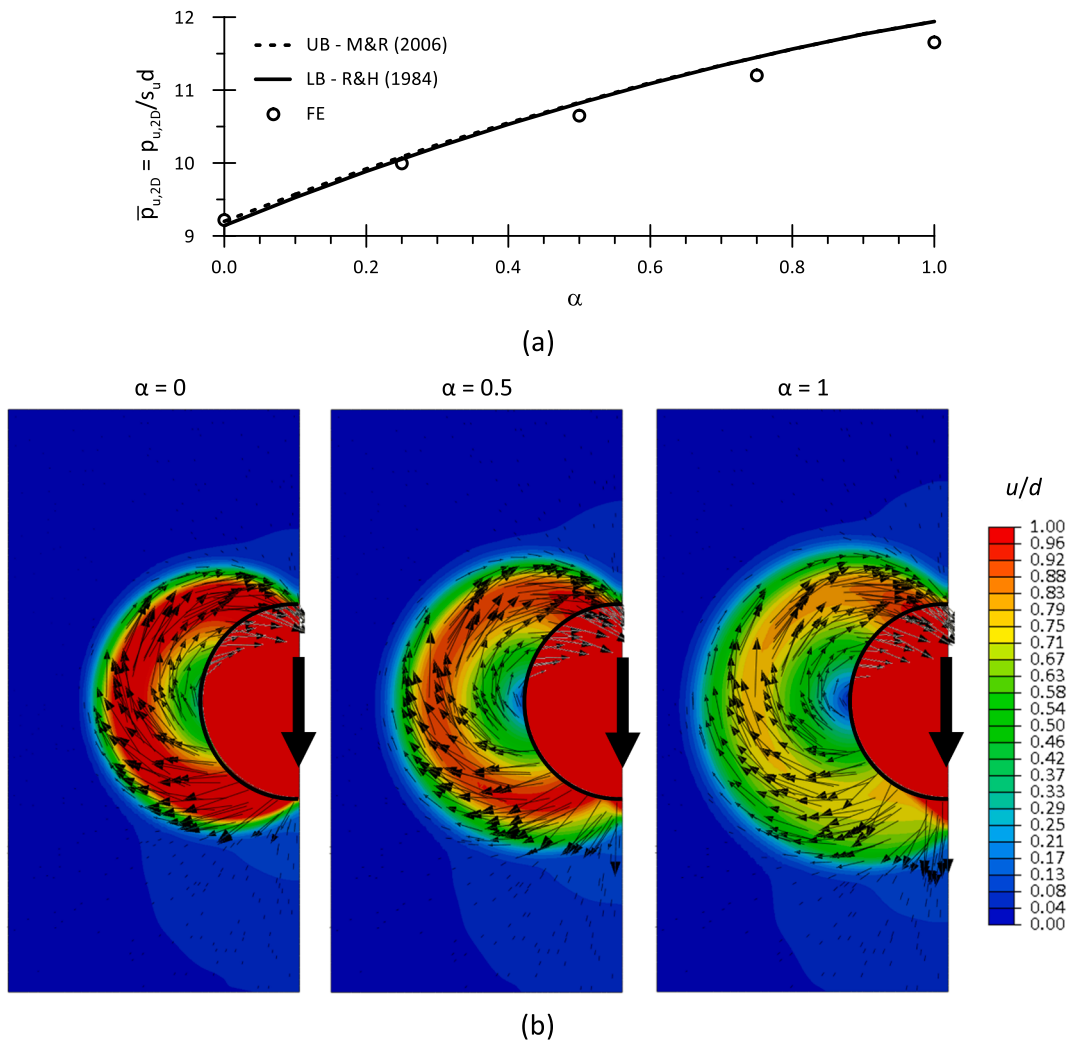 12
11
10
9
p̅u,2D = pu,2D/sud
UB - M&R (2006)
LB - R&H (1984)
FE
0.0 0.2 0.4 0.6 0.8 1.0
α
(a)
α = 0 α = 0.5 α = 1
u/d
1.00
0.96
0.92
0.88
0.83
0.79
0.75
0.71
0.67
0.63
0.58
0.54
0.50
0.46
0.42
0.37
0.33
0.29
0.25
0.21
0.17
0.13
0.08
0.04
0.00
(b)